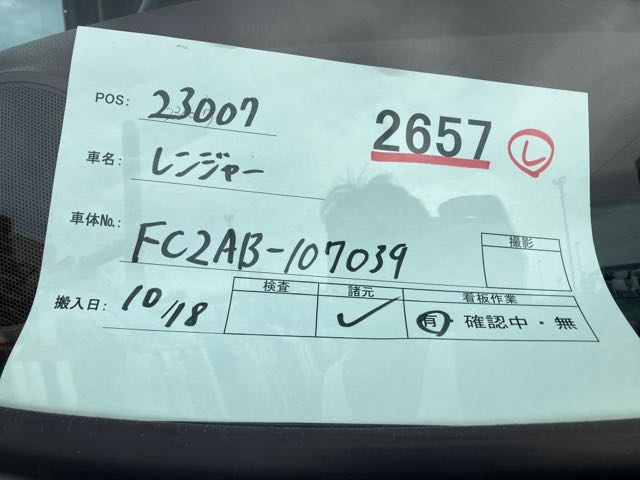 POS: 23007
2657 レ
車名: レンジャー
車体No.: FC2AB-107039
撮影
搬入日: 10/18
検査 諸元 看板作業
✓ 有・確認中・無